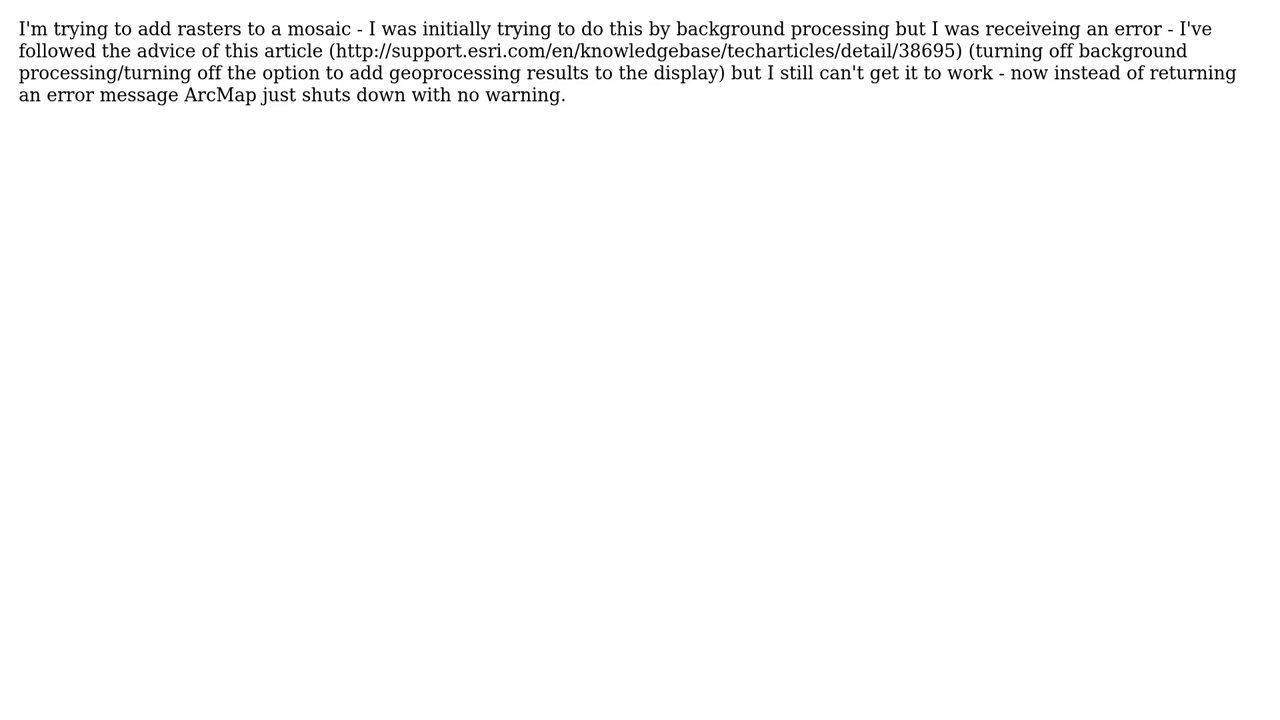 I'm trying to add rasters to a mosaic - I was initially trying to do this by background processing but I was receiveing an error - I've
followed the advice of this article (http://support.esri.com/en/knowledgebase/techarticles/detail/38695) (turning off background
processing/turning off the option to add geoprocessing results to the display) but I still can't get it to work - now instead of returning
an error message ArcMap just shuts down with no warning.